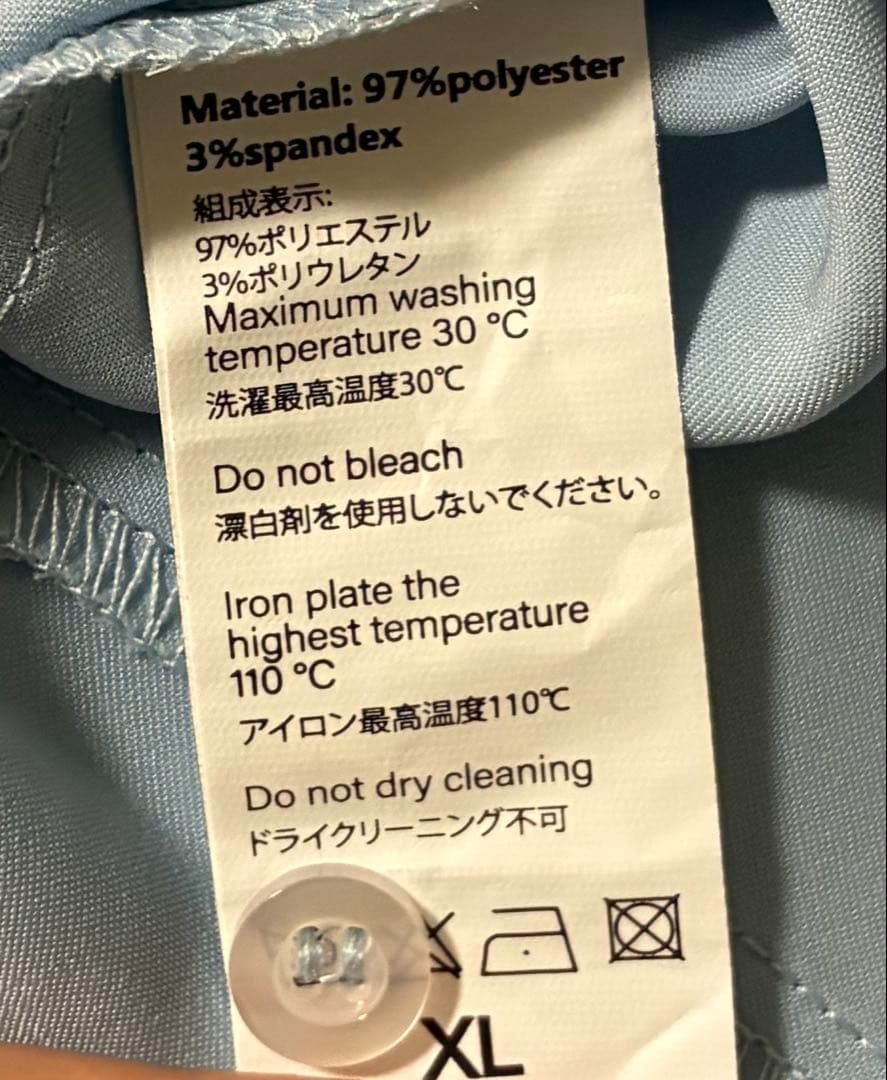 Material: 97%polyester
3%spandex
組成表示:
97%ポリエステル
3%ポリウレタン
Maximum washing
temperature 30 °C
洗濯最高温度30℃
Do not bleach
漂白剤を使用しないでください。
Iron plate the
highest temperature
110 °C
アイロン最高温度110℃
Do not dry cleaning
ドライクリーニング不可
XL